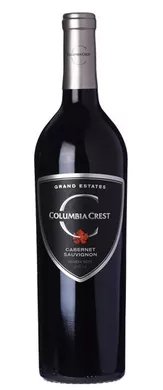 GRAND ESTATES
COLUMBIA CREST
CABERNET
SAUVIGNON